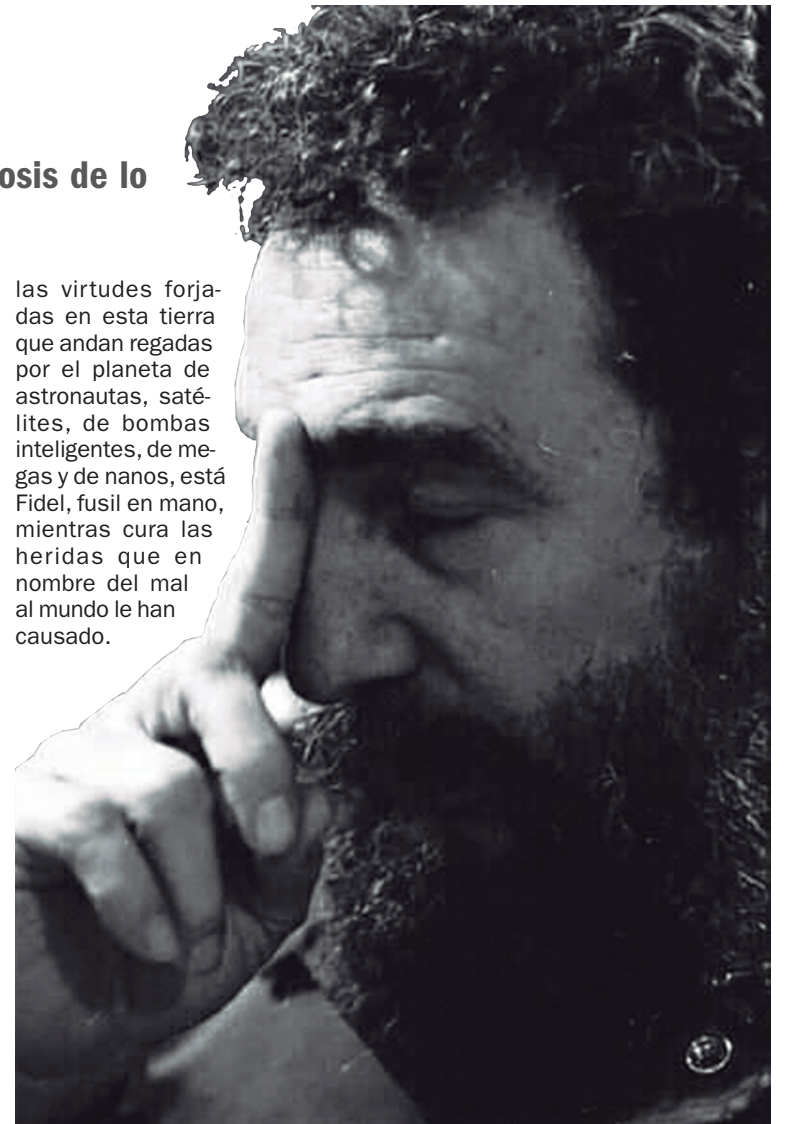 osis de lo
las virtudes forja-
das en esta tierra
que andan regadas
por el planeta de
astronautas, saté-
lites, de bombas
inteligentes, de me-
gas y de nanos, está
Fidel, fusil en mano,
mientras cura las
heridas que en
nombre del mal
al mundo le han
causado.